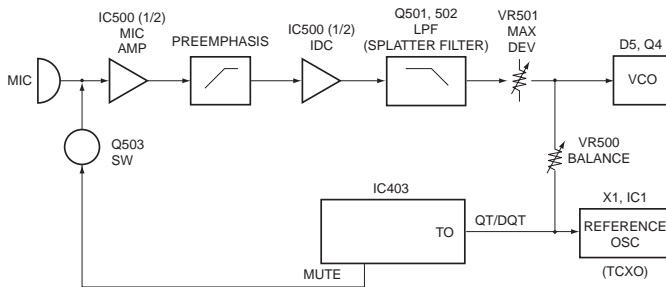 IC500 (1/2)
MIC
AMP
PREEMPHASIS
IC500 (1/2)
IDC
Q501, 502
LPF
(SPLATTER FILTER)
VR501
MAX
DEV
D5, Q4
VCO
MIC
Q503
SW
VR500
BALANCE
IC403
TO
QT/DQT
X1, IC1
REFERENCE
OSC
(TCXO)
MUTE